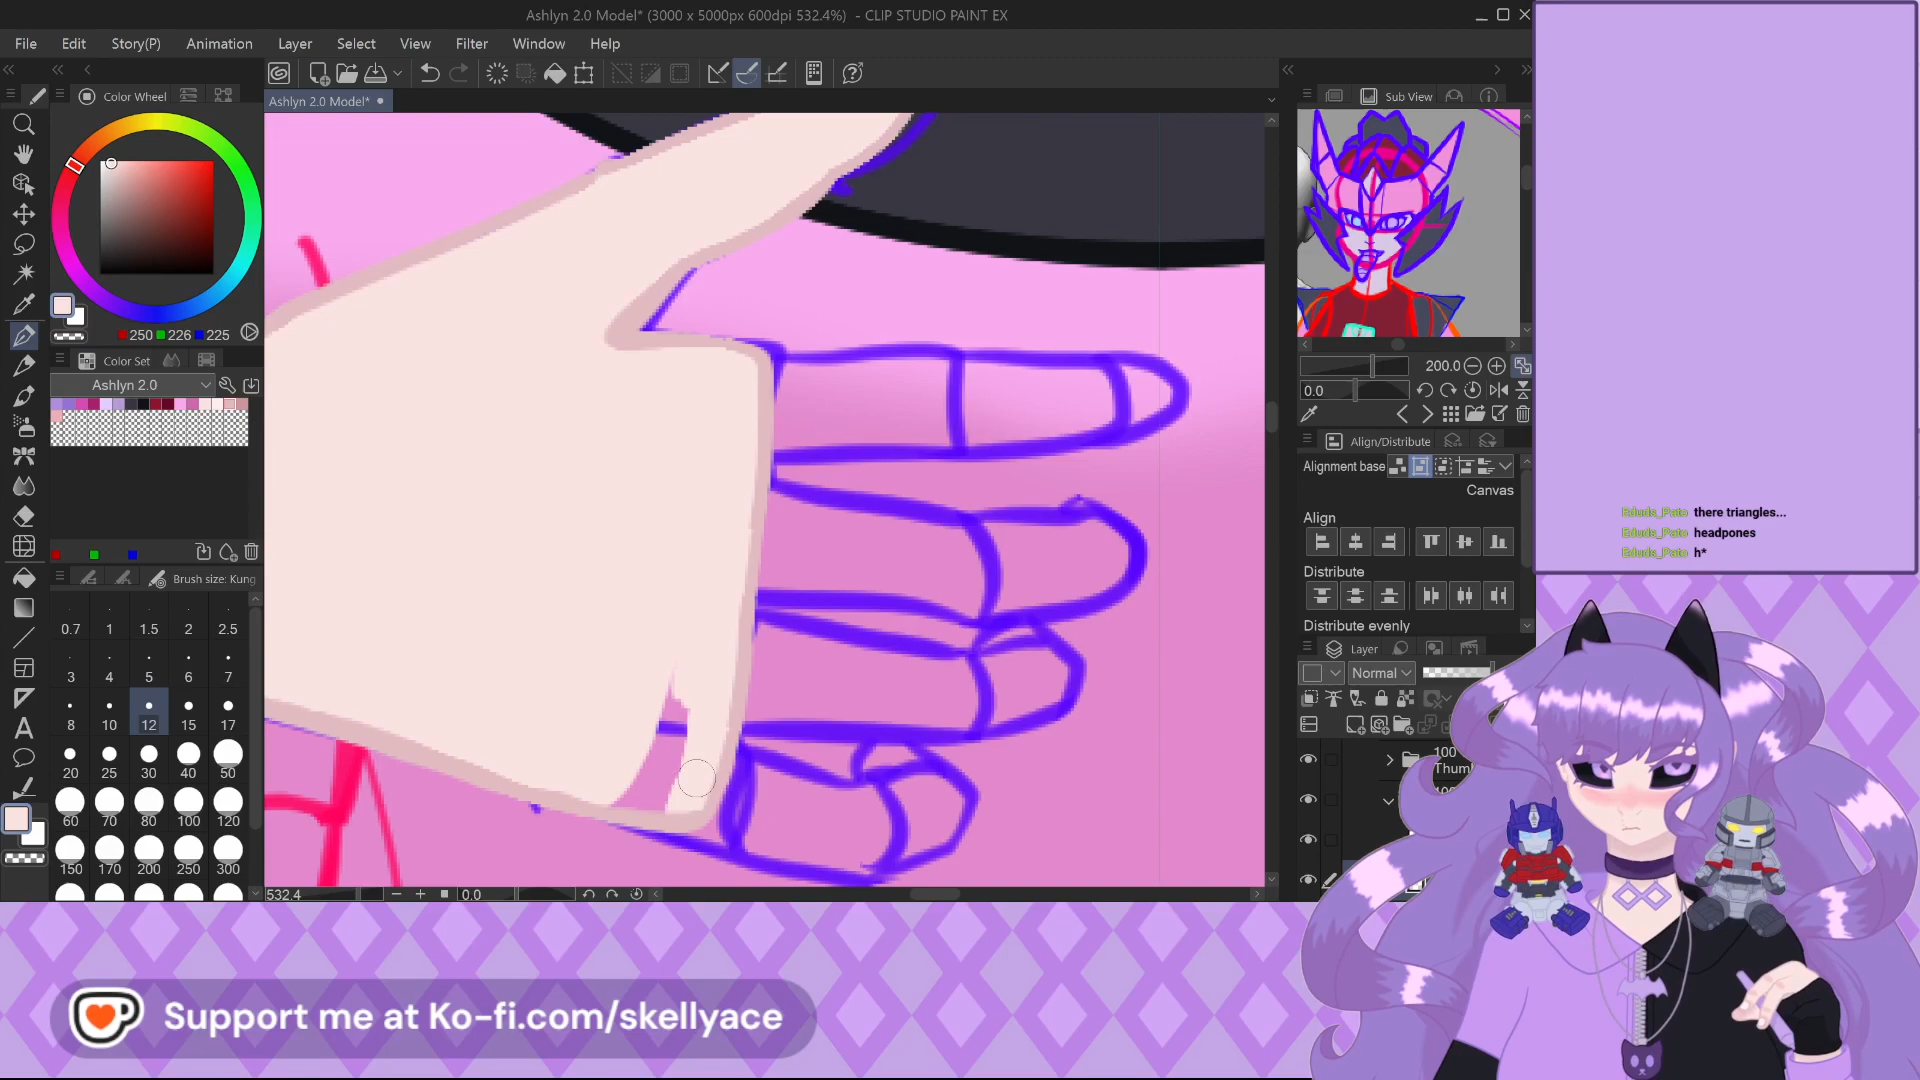 Ashlyn 2.0 Model* (3000 x 5000px 600dpi 532.4%) - CLIP STUDIO PAINT EX
File Edit Story(P) Animation Layer Select View Filter Window Help
Color Wheel
Ashlyn 2.0 Model*
Sub View
250 226 225
Color Set
Ashlyn 2.0
200.0
0.0
Align/Distribute
Alignment base
Canvas
Align
Distribute
Distribute evenly
Brush size: Kung
0.7 1 1.5 2 2.5
3 4 5 6 7
8 10 12 15 17
20 25 30 40 50
60 70 80 100 120
150 170 200 250 300
Layer
Normal
100
Thumb
532.4
0.0
Eduds_Pato there triangles...
Eduds_Pato headpones
Eduds_Pato h*
Support me at Ko-fi.com/skellyace